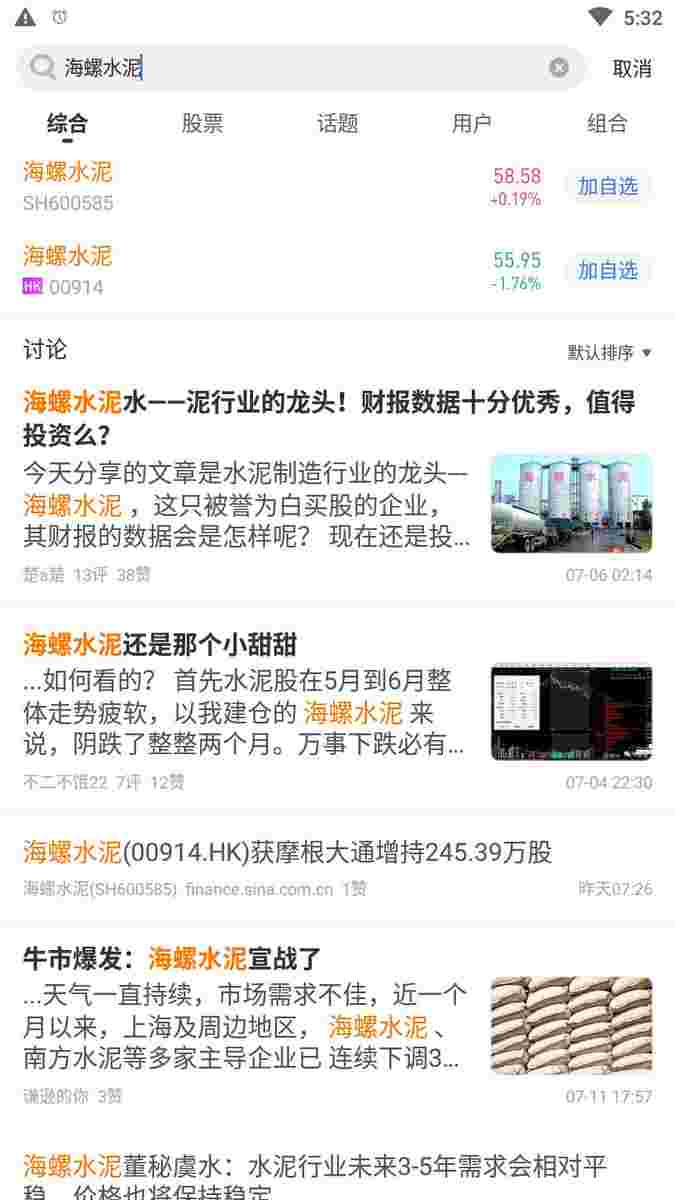 5:32
海螺水泥
取消
综合 股票 话题 用户 组合
海螺水泥 58.58
SH600585 +0.19% 加自选
海螺水泥 55.95
HK 00914 -1.76% 加自选
讨论 默认排序
海螺水泥水——泥行业的龙头！财报数据十分优秀，值得
投资么？
今天分享的文章是水泥制造行业的龙头—
海螺水泥 ，这只被誉为白买股的企业，
其财报的数据会是怎样呢？ 现在还是投...
楚a楚 13评 38赞 07-06 02:14
海螺水泥还是那个小甜甜
...如何看的？ 首先水泥股在5月到6月整
体走势疲软，以我建仓的 海螺水泥 来
说，阴跌了整整两个月。万事下跌必有...
不二不饿22 7评 12赞 07-04 22:30
海螺水泥(00914.HK)获摩根大通增持245.39万股
海螺水泥(SH600585) finance.sina.com.cn 1赞 昨天07:26
牛市爆发：海螺水泥宣战了
...天气一直持续，市场需求不佳，近一个
月以来，上海及周边地区， 海螺水泥 、
南方水泥等多家主导企业已 连续下调3...
谦逊的你 3赞 07-11 17:57
海螺水泥董秘虞水：水泥行业未来3-5年需求会相对平
稳，价格也将保持稳定